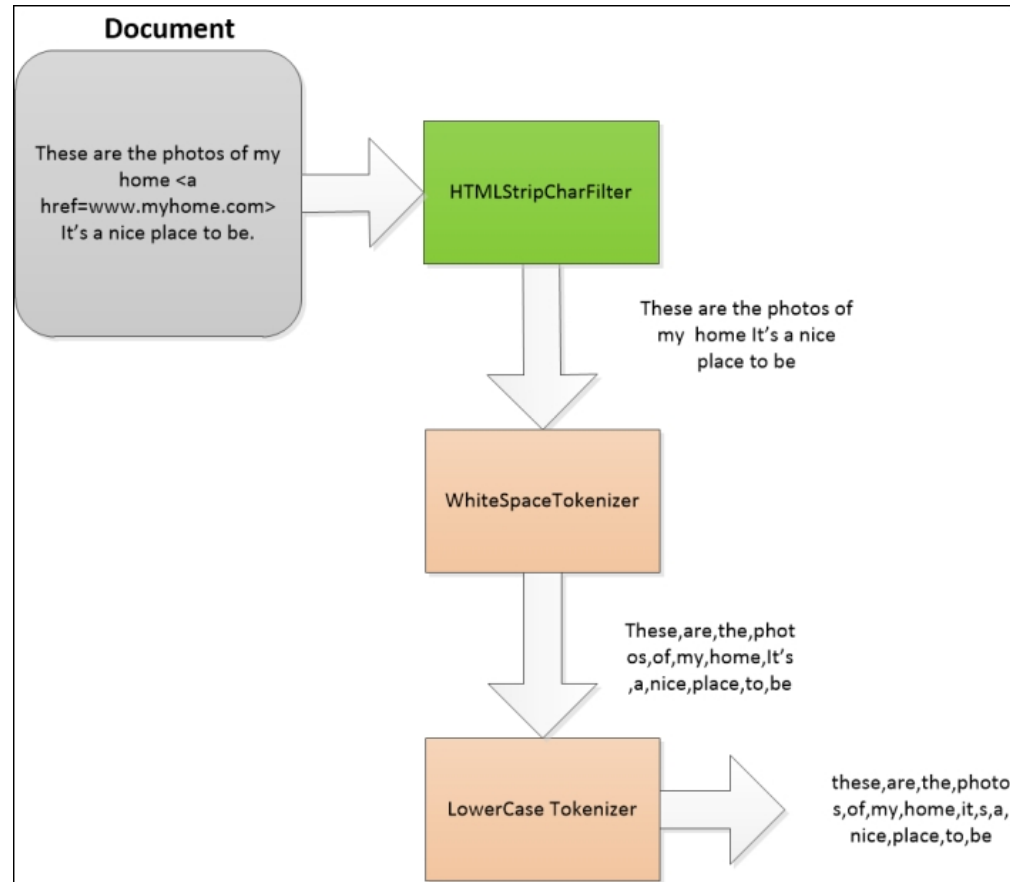 Document
These are the photos of my
home <a
href=www.myhome.com>
It’s a nice place to be.
HTMLStripCharFilter
These are the photos of
my  home It’s a nice
place to be
WhiteSpaceTokenizer
These,are,the,phot
os,of,my,home,It’s
,a,nice,place,to,be
LowerCase Tokenizer
these,are,the,photo
s,of,my,home,it,s,a,
nice,place,to,be